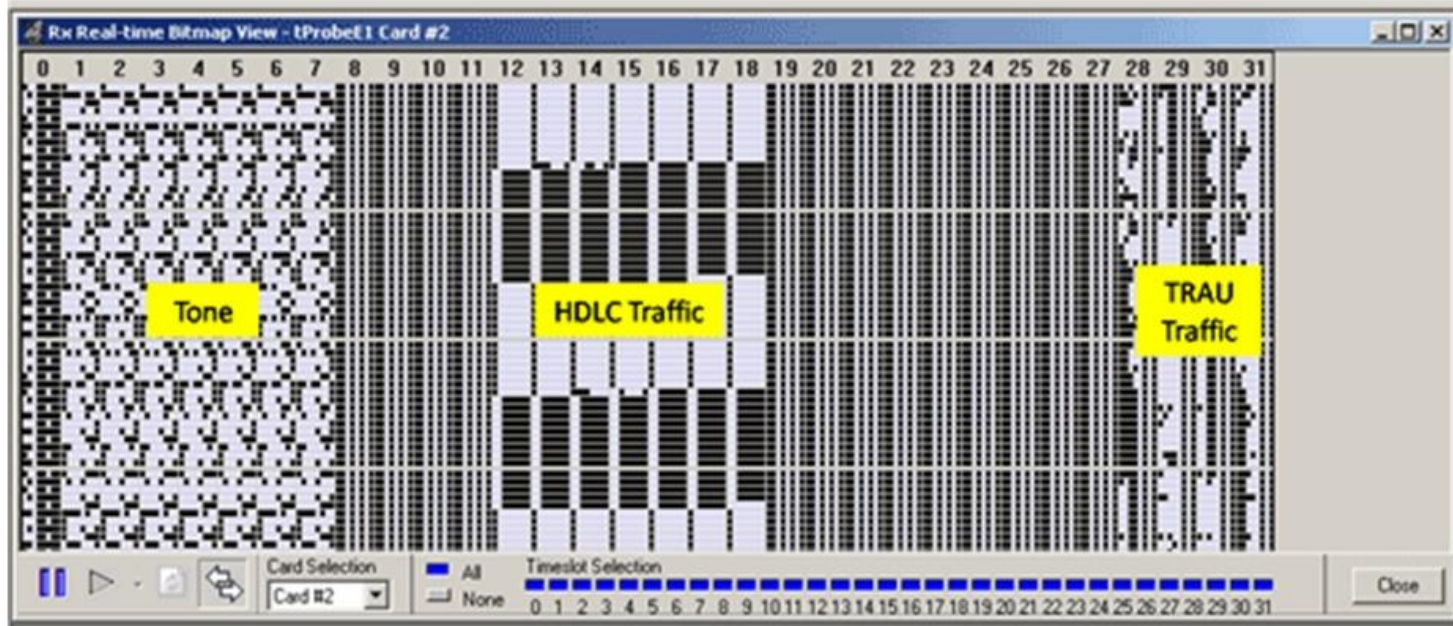 Rx Real-time Bitmap View - tProbeE1 Card #2
0 1 2 3 4 5 6 7 8 9 10 11 12 13 14 15 16 17 18 19 20 21 22 23 24 25 26 27 28 29 30 31
Tone
HDLC Traffic
TRAU
Traffic
Card Selection
Card #2
All
None
Timeslot Selection
0 1 2 3 4 5 6 7 8 9 10 11 12 13 14 15 16 17 18 19 20 21 22 23 24 25 26 27 28 29 30 31
Close